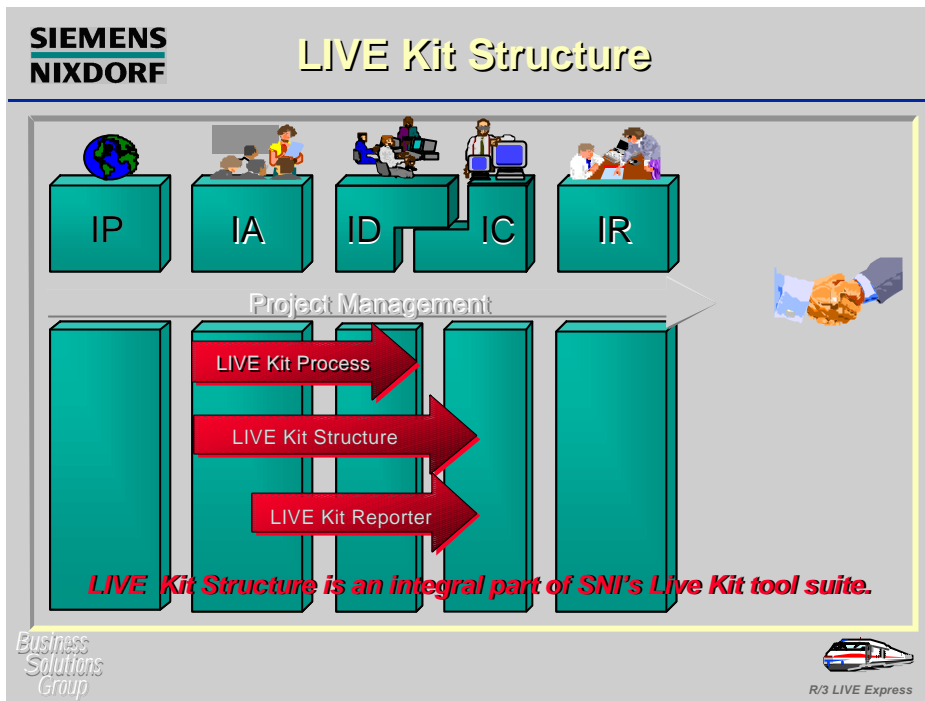 SIEMENS
NIXDORF
LIVE Kit Structure
IP
IA
ID
IC
IR
Project Management
LIVE Kit Process
LIVE Kit Structure
LIVE Kit Reporter
LIVE Kit Structure is an integral part of SNI's Live Kit tool suite.
Business
Solutions
Group
R/3 LIVE Express